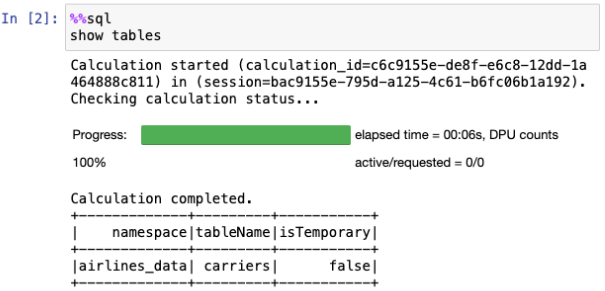 In [2]: %%sql
show tables
Calculation started (calculation_id=c6c9155e-de8f-e6c8-12dd-1a
464888c811) in (session=bac9155e-795d-a125-4c61-b6fc06b1a192).
Checking calculation status...
Progress: elapsed time = 00:06s, DPU counts
100% active/requested = 0/0
Calculation completed.
+-------------+---------+-----------+
|    namespace|tableName|isTemporary|
+-------------+---------+-----------+
|airlines_data| carriers|      false|
+-------------+---------+-----------+